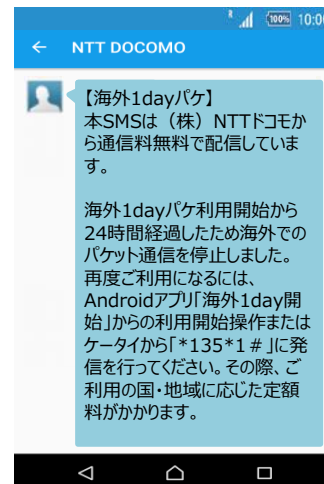 R 100% 10:00
← NTT DOCOMO
【海外1dayパケ】
本SMSは（株）NTTドコモか
ら通信料無料で配信していま
す。
海外1dayパケ利用開始から
24時間経過したため海外での
パケット通信を停止しました。
再度ご利用になるには、
Androidアプリ「海外1day開
始」からの利用開始操作または
ケータイから「*135*1＃」に発
信を行ってください。その際、ご
利用の国・地域に応じた定額
料がかかります。